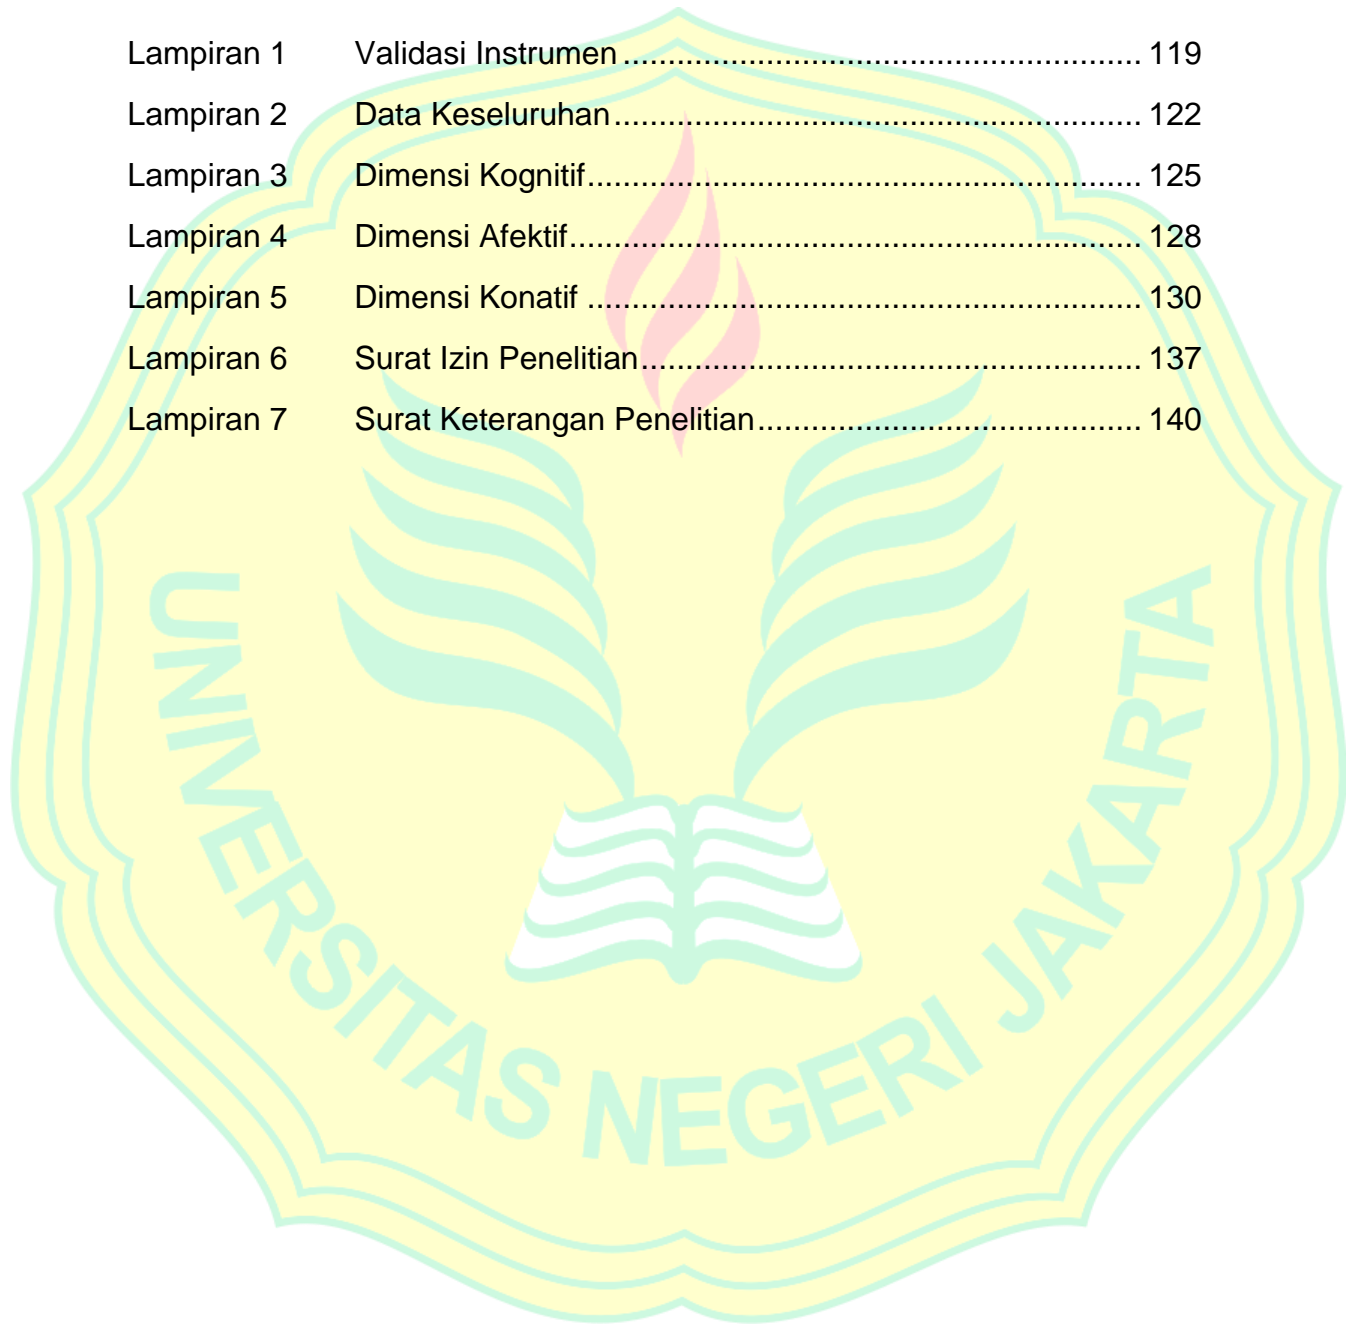 Lampiran 1 Validasi Instrumen ........................................................... 119
Lampiran 2 Data Keseluruhan ............................................................ 122
Lampiran 3 Dimensi Kognitif ............................................................... 125
Lampiran 4 Dimensi Afektif ................................................................. 128
Lampiran 5 Dimensi Konatif ............................................................... 130
Lampiran 6 Surat Izin Penelitian ......................................................... 137
Lampiran 7 Surat Keterangan Penelitian ............................................ 140
UNIVERSITAS NEGERI JAKARTA